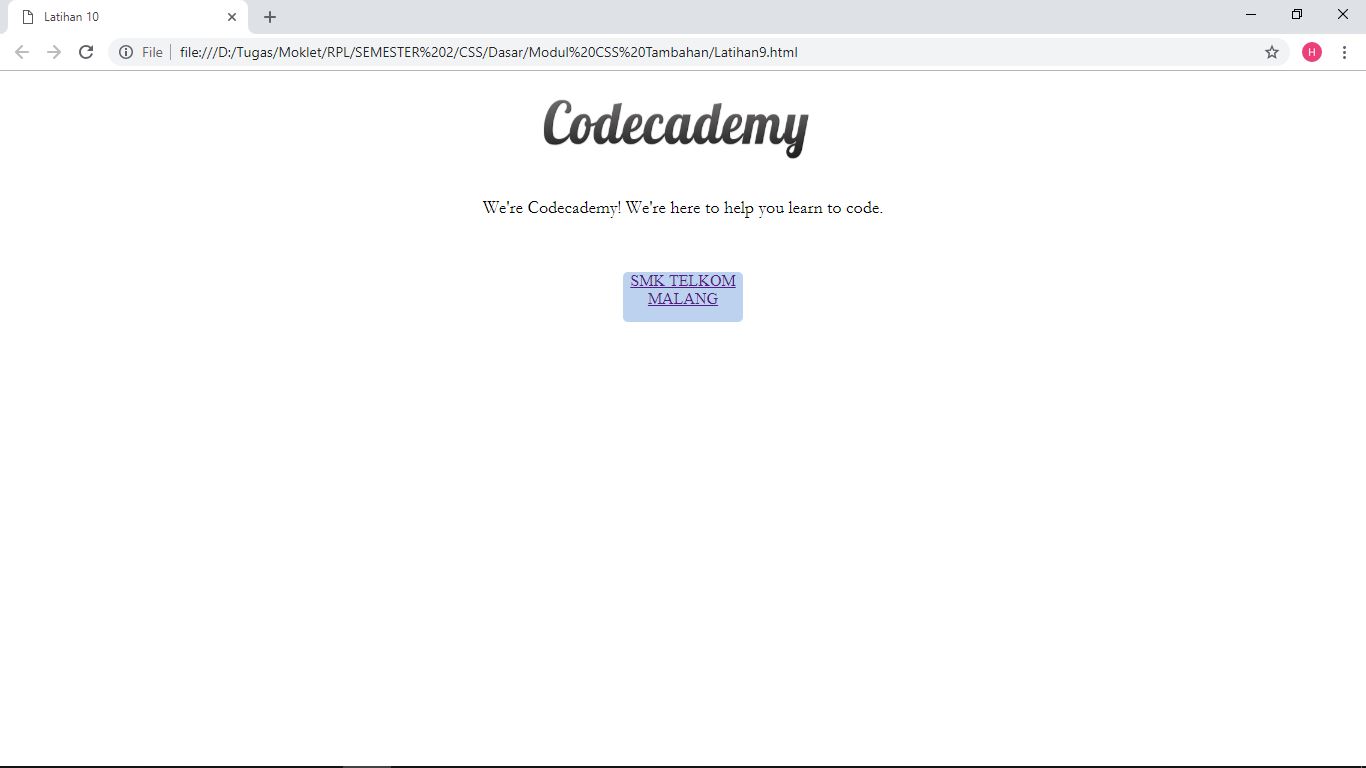 Latihan 10
File
file:///D:/Tugas/Moklet/RPL/SEMESTER%202/CSS/Dasar/Modul%20CSS%20Tambahan/Latihan9.html
H
Codecademy
We're Codecademy! We're here to help you learn to code.
SMK TELKOM
MALANG